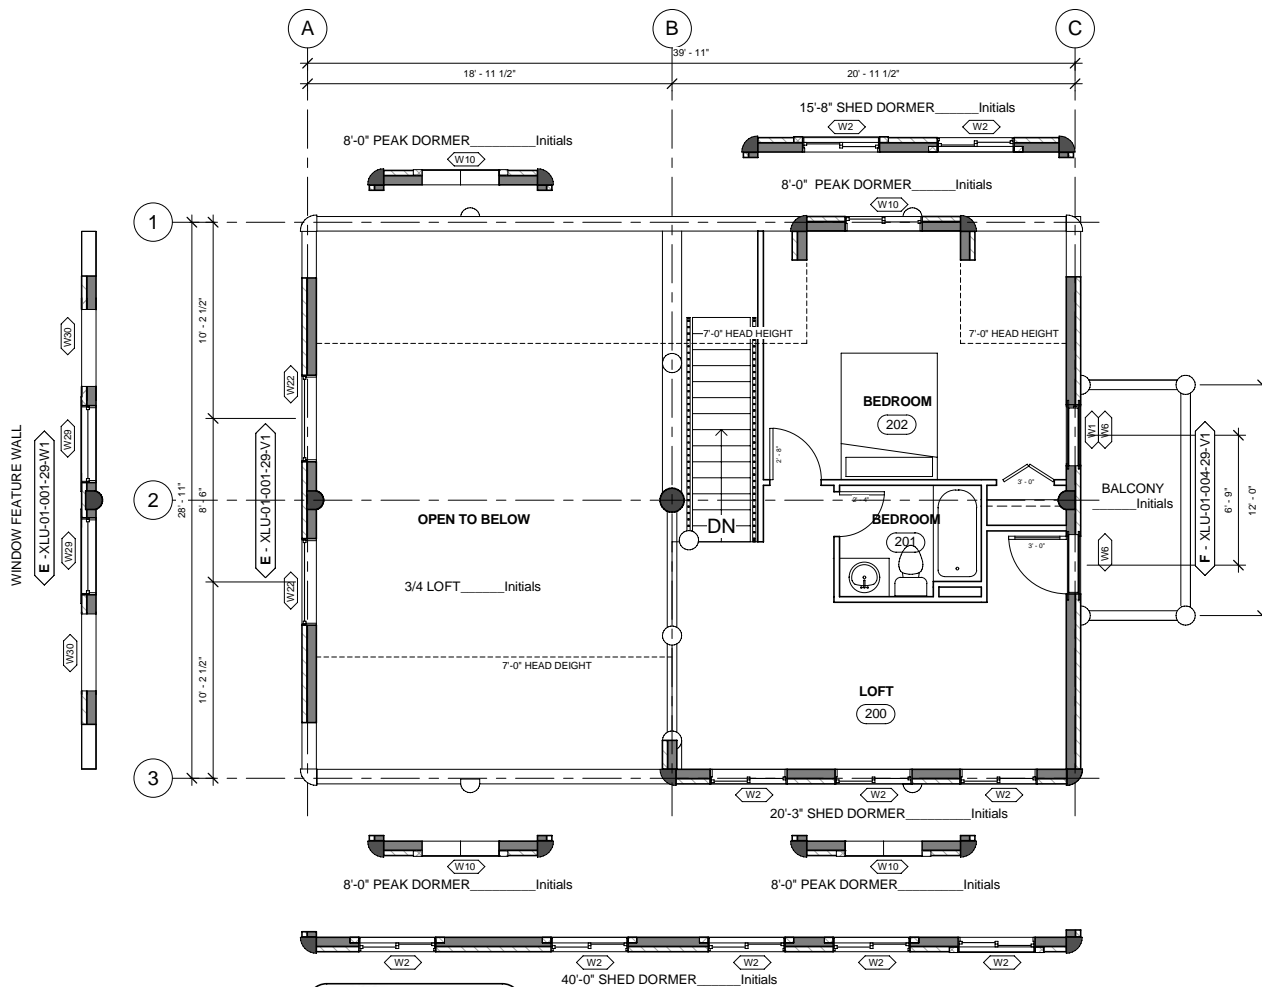 A
B
C
39' - 11"
18' - 11 1/2"
20' - 11 1/2"
15'-8" SHED DORMER______Initials
W2
W2
8'-0" PEAK DORMER_________Initials
W10
8'-0" PEAK DORMER______Initials
W10
1
2
3
28' - 11"
10' - 2 1/2"
8' - 6"
10' - 2 1/2"
WINDOW FEATURE WALL
E -XLU-01-001-29-W1
W30
W29
W29
W30
E - XLU-01-001-29-V1
W22
W22
7'-0" HEAD HEIGHT
7'-0" HEAD HEIGHT
BEDROOM
202
2' - 8"
3' - 0"
W1
W6
BALCONY
______Initials
F - XLU-01-004-29-V1
6' - 9"
12' - 0"
OPEN TO BELOW
DN
BEDROOM
201
3' - 0"
W6
3/4 LOFT______Initials
7'-0" HEAD DEIGHT
LOFT
200
W2
W2
W2
20'-3" SHED DORMER_________Initials
W10
8'-0" PEAK DORMER_________Initials
W10
8'-0" PEAK DORMER_________Initials
W2
W2
W2
W2
W2
40'-0" SHED DORMER______Initials